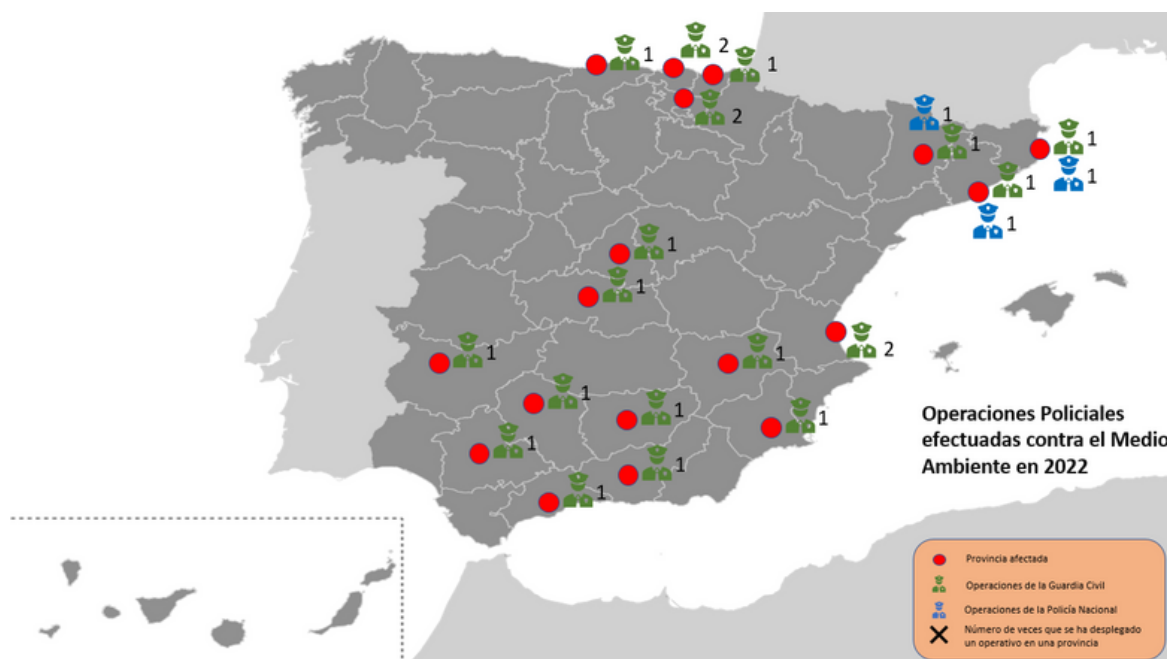 2
1
1
2
1
1
1
1
1
1
1
1
1
2
1
1
1
1
1
1
1
1
Operaciones Policiales
efectuadas contra el Medio
Ambiente en 2022
Provincia afectada
Operaciones de la Guardia Civil
Operaciones de la Policía Nacional
Número de veces que se ha desplegado
un operativo en una provincia